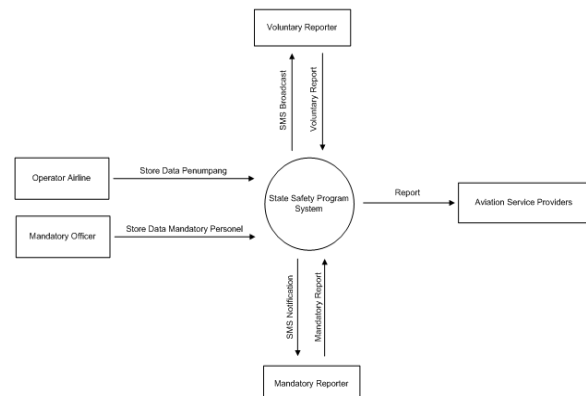 Voluntary Reporter
SMS Broadcast
Voluntary Report
Operator Airline
Store Data Penumpang
State Safety Program
System
Report
Aviation Service Providers
Mandatory Officer
Store Data Mandatory Personel
SMS Notification
Mandatory Report
Mandatory Reporter